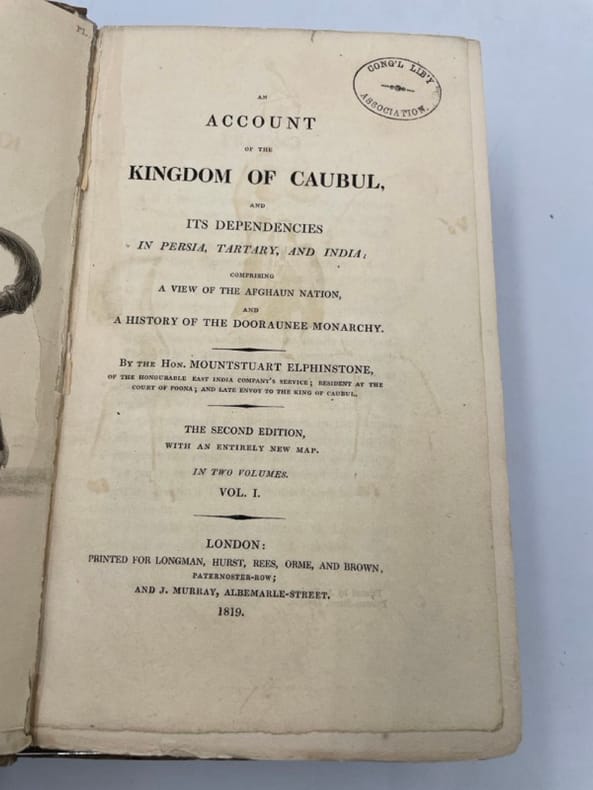 Pl.
CONG'L LIB'Y
ASSOCIATION.
AN
ACCOUNT
OF THE
KINGDOM OF CAUBUL,
AND
ITS DEPENDENCIES
IN PERSIA, TARTARY, AND INDIA;
COMPRISING
A VIEW OF THE AFGHAUN NATION,
AND
A HISTORY OF THE DOORAUNEE MONARCHY.
BY THE HON. MOUNTSTUART ELPHINSTONE,
OF THE HONOURABLE EAST INDIA COMPANY'S SERVICE; RESIDENT AT THE
COURT OF POONA; AND LATE ENVOY TO THE KING OF CAUBUL.
THE SECOND EDITION,
WITH AN ENTIRELY NEW MAP.
IN TWO VOLUMES.
VOL. I.
LONDON:
PRINTED FOR LONGMAN, HURST, REES, ORME, AND BROWN,
PATERNOSTER-ROW;
AND J. MURRAY, ALBEMARLE-STREET.
1819.